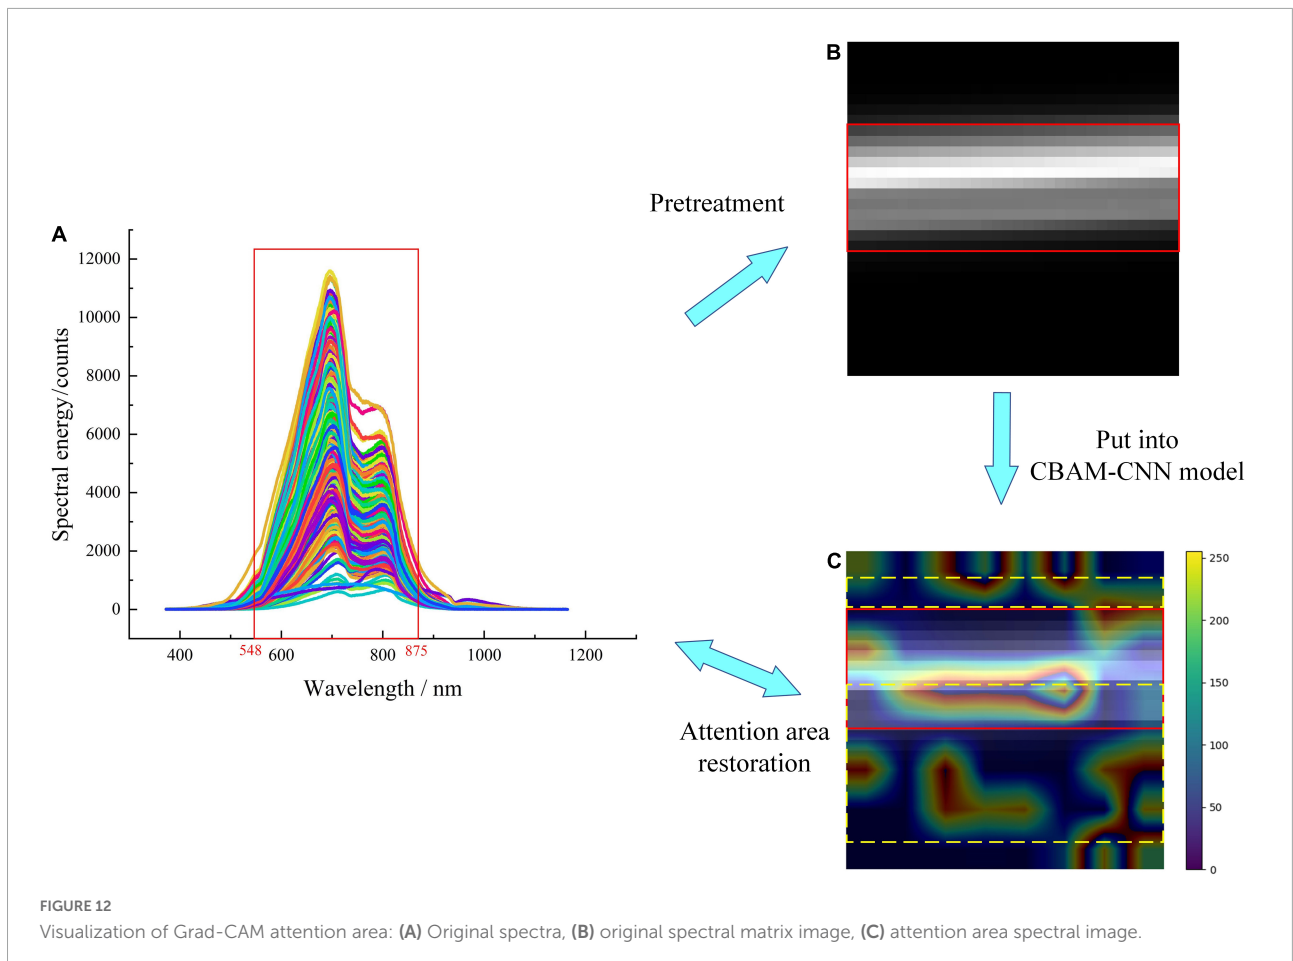 B
Pretreatment
A
12000
10000
8000
6000
4000
2000
0
Spectral energy/counts
400
548
600
800
875
1000
1200
Wavelength / nm
Put into
CBAM-CNN model
C
250
200
150
100
50
0
Attention area
restoration
FIGURE 12
Visualization of Grad-CAM attention area: (A) Original spectra, (B) original spectral matrix image, (C) attention area spectral image.